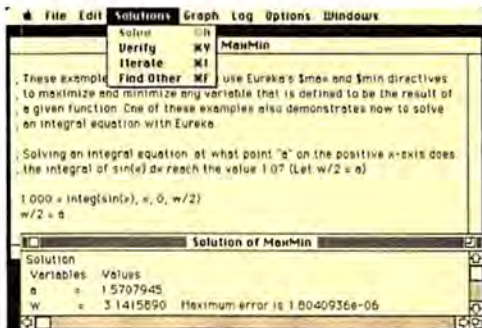 File Edit Solutions Graph Log Options Windows
Solve
Verify ⌘V
Iterate ⌘I
Find Other ⌘F
MaxMin
; These example use Eureka's $max and $min directives
to maximize and minimize any variable that is defined to be the result of
a given function. One of these examples also demonstrates how to solve
an integral equation with Eureka.
; Solving an integral equation at what point "a" on the positive x-axis does
the integral of sin(x) dx reach the value 1.0? (Let w/2 = a)
1.000 = integ(sin(x), x, 0, w/2)
w/2 = a
Solution of MaxMin
Solution
Variables Values
a = 1.5707945
w = 3.1415890 Maximum error is 1.8040936e-06